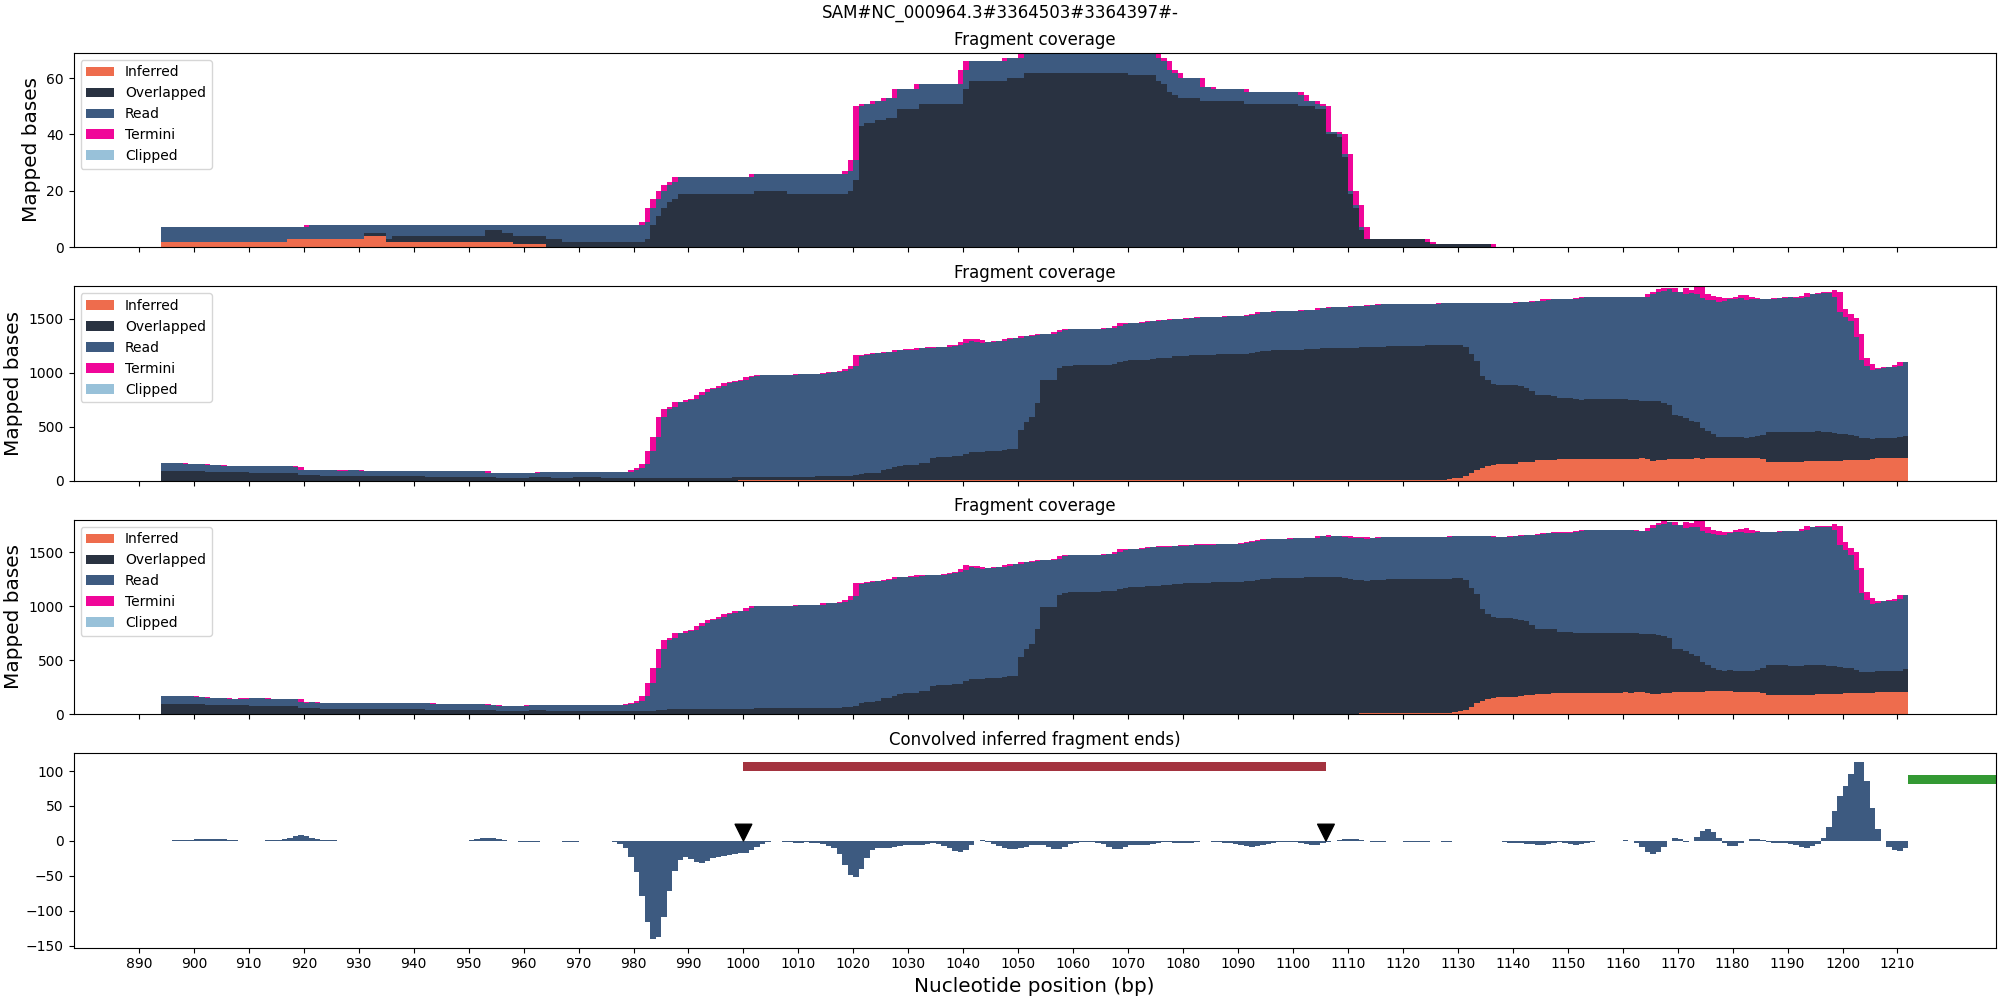 SAM#NC_000964.3#3364503#3364397#-
Fragment coverage
Mapped bases
60
40
20
0
Inferred
Overlapped
Read
Termini
Clipped
Fragment coverage
Mapped bases
1500
1000
500
0
Inferred
Overlapped
Read
Termini
Clipped
Fragment coverage
Mapped bases
1500
1000
500
0
Inferred
Overlapped
Read
Termini
Clipped
Convolved inferred fragment ends)
100
50
0
−50
−100
−150
890 900 910 920 930 940 950 960 970 980 990 1000 1010 1020 1030 1040 1050 1060 1070 1080 1090 1100 1110 1120 1130 1140 1150 1160 1170 1180 1190 1200 1210
Nucleotide position (bp)